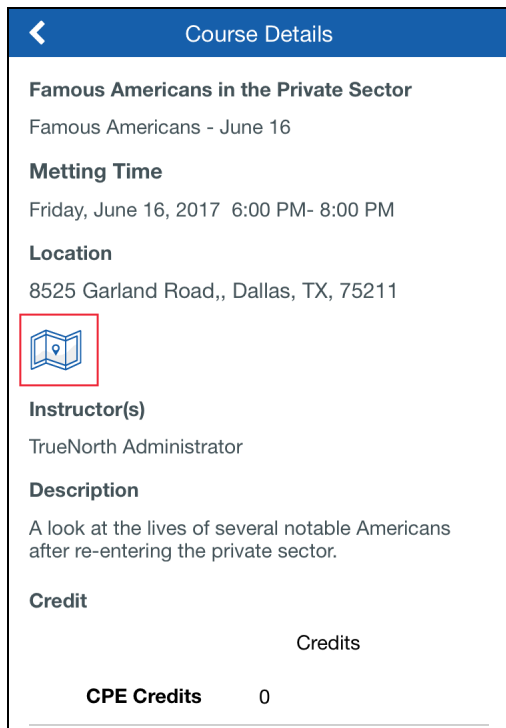 Course Details
Famous Americans in the Private Sector
Famous Americans - June 16
Metting Time
Friday, June 16, 2017  6:00 PM- 8:00 PM
Location
8525 Garland Road,, Dallas, TX, 75211
Instructor(s)
TrueNorth Administrator
Description
A look at the lives of several notable Americans
after re-entering the private sector.
Credit
Credits
CPE Credits 0